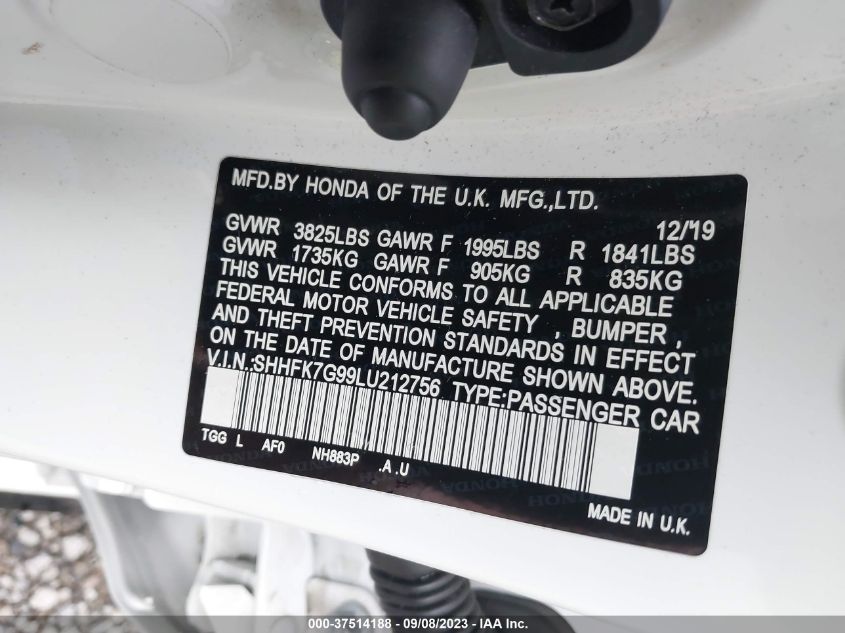 MFD.BY HONDA OF THE U.K. MFG.,LTD.
12/19
GVWR 3825LBS GAWR F 1995LBS R 1841LBS
GVWR 1735KG GAWR F 905KG R 835KG
THIS VEHICLE CONFORMS TO ALL APPLICABLE
FEDERAL MOTOR VEHICLE SAFETY , BUMPER ,
AND THEFT PREVENTION STANDARDS IN EFFECT
ON THE DATE OF MANUFACTURE SHOWN ABOVE.
V.I.N.:SHHFK7G99LU212756 TYPE:PASSENGER CAR
TGG L AF0 NH883P .A .U
MADE IN U.K.
000-37514188 - 09/08/2023 - IAA Inc.